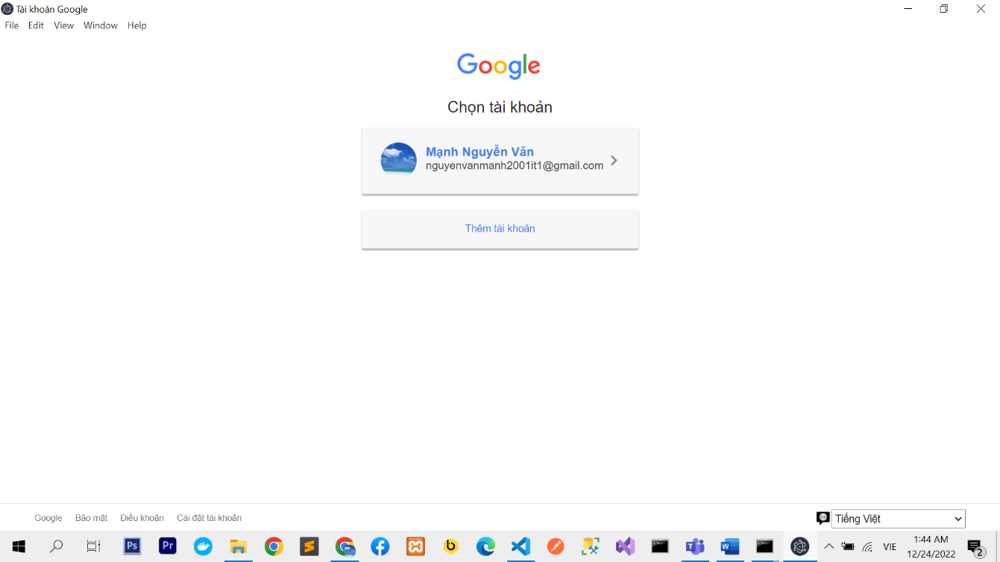 Tài khoản Google
File Edit View Window Help
Google
Chọn tài khoản
Mạnh Nguyễn Văn
nguyenvanmanh2001it1@gmail.com
Thêm tài khoản
Google Bảo mật Điều khoản Cài đặt tài khoản
Tiếng Việt
Ps Pr
VIE
1:44 AM
12/24/2022
2